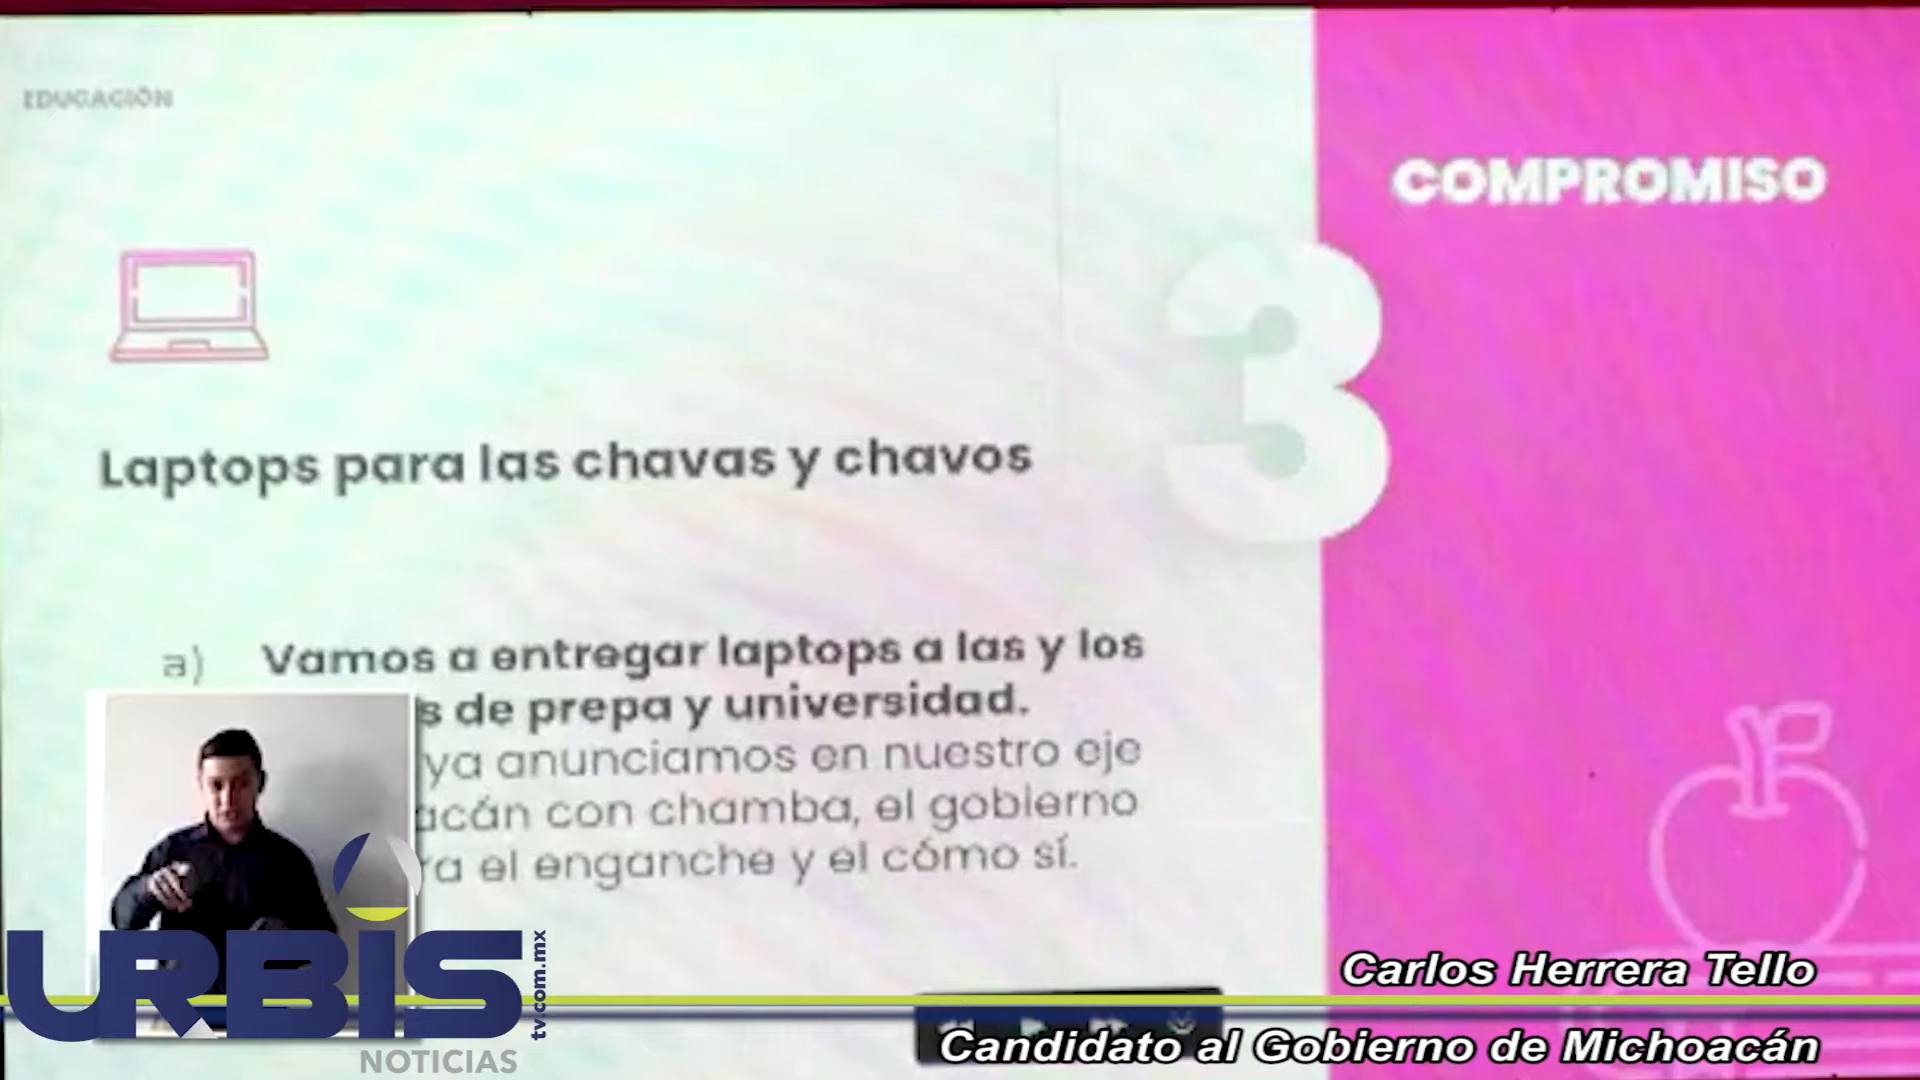 EDUCACIÓN
COMPROMISO
3
Laptops para las chavas y chavos
a) Vamos a entregar laptops a las y los
s de prepa y universidad.
ya anunciamos en nuestro eje
acán con chamba, el gobierno
ra el enganche y el cómo sí.
Carlos Herrera Tello
Candidato al Gobierno de Michoacán
URBIS
tv.com.mx
NOTICIAS